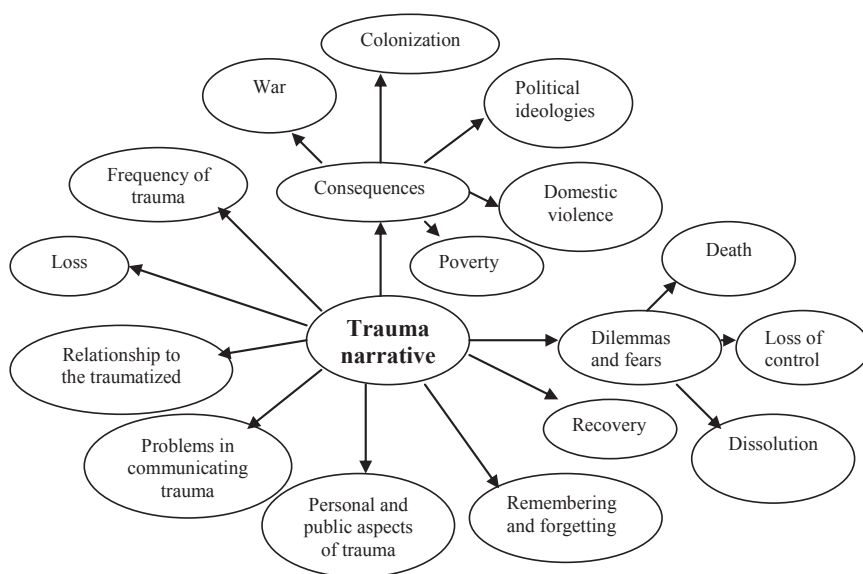 Colonization
War
Political
ideologies
Frequency of
trauma
Consequences
Domestic
violence
Loss
Poverty
Death
Trauma
narrative
Dilemmas
and fears
Loss of
control
Relationship to
the traumatized
Recovery
Dissolution
Problems in
communicating
trauma
Personal and
public aspects
of trauma
Remembering
and forgetting